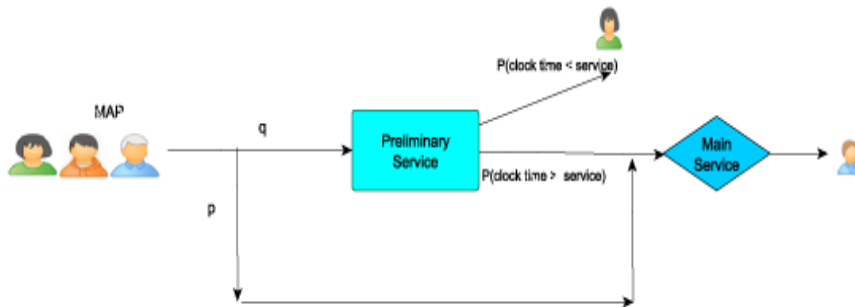 P(clock time < service)
MAP
q
Preliminary
Service
Main
Service
P(clock time > service)
p